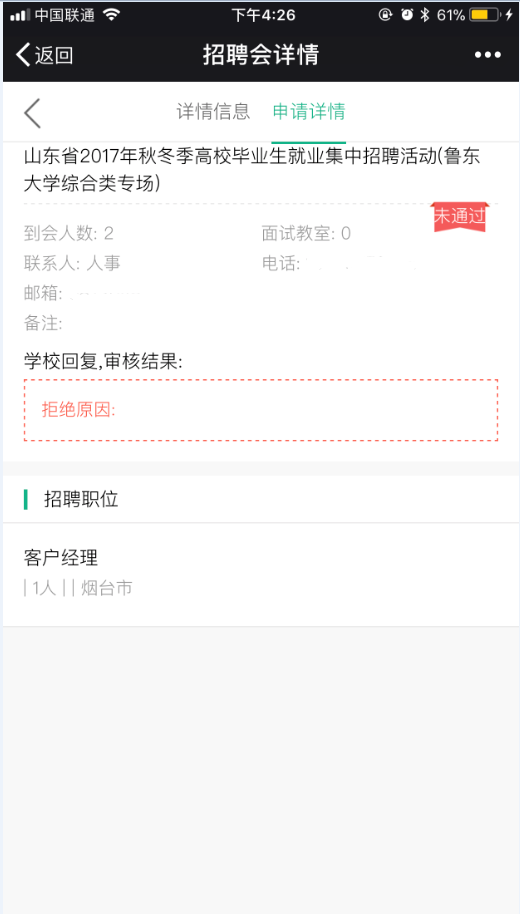 中国联通 下午4:26 61%
返回 招聘会详情
详情信息 申请详情
山东省2017年秋冬季高校毕业生就业集中招聘活动(鲁东
大学综合类专场)
未通过
到会人数: 2 面试教室: 0
联系人: 人事 电话:
邮箱:
备注:
学校回复,审核结果:
拒绝原因:
招聘职位
客户经理
| 1人 | | 烟台市